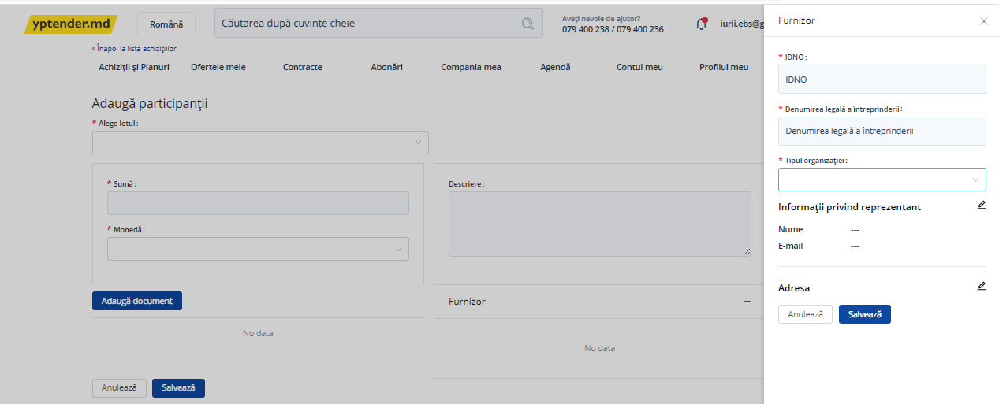 yptender.md
Română
Căutarea după cuvinte cheie
Aveți nevoie de ajutor?
079 400 238 / 079 400 236
iurii.ebs@g
« Înapoi la lista achizițiilor
Achiziții și Planuri Ofertele mele Contracte Abonări Compania mea Agendă Contul meu Profilul meu
Adaugă participanții
* Alege lotul :
* Sumă :
* Monedă :
Descriere :
Adaugă document
No data
Furnizor +
No data
Anulează Salvează
Furnizor
* IDNO :
IDNO
* Denumirea legală a întreprinderii :
Denumirea legală a întreprinderii
* Tipul organizației :
Informații privind reprezentant
Nume ---
E-mail ---
Adresa
Anulează Salvează